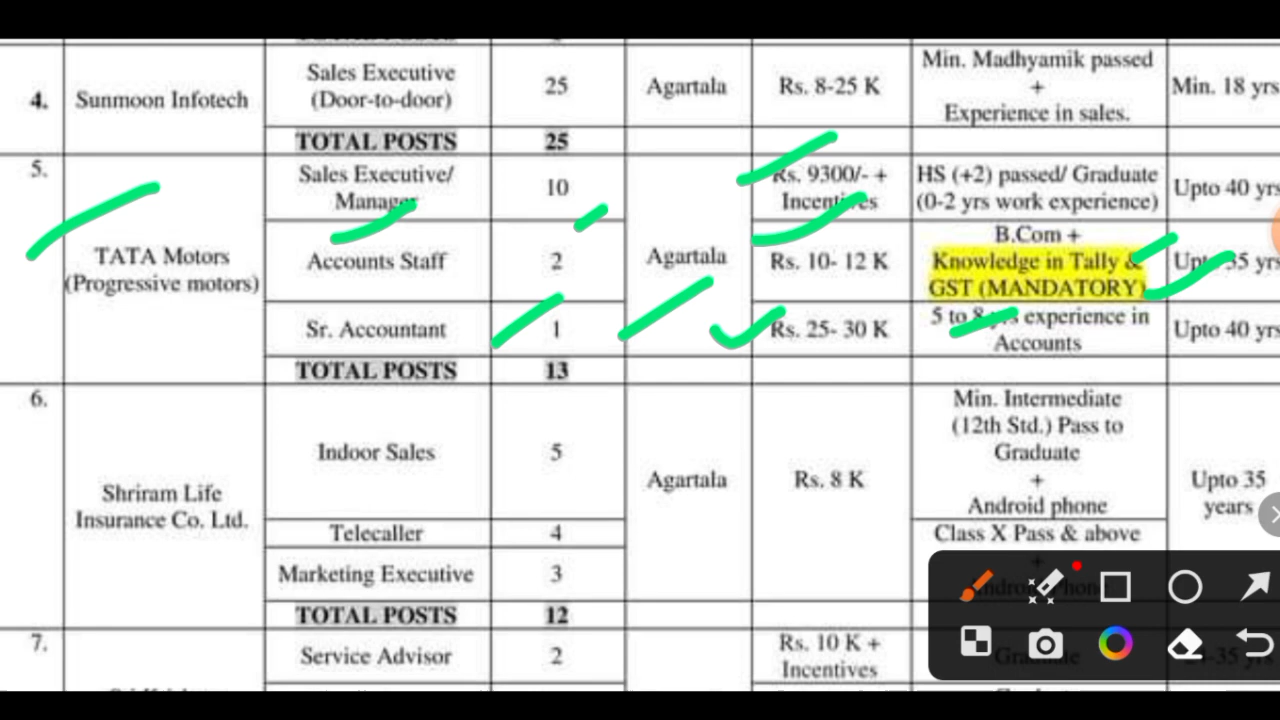 4.
Sunmoon Infotech
Sales Executive
(Door-to-door)
25
Agartala
Rs. 8-25 K
Min. Madhyamik passed
+
Experience in sales.
Min. 18 yrs
TOTAL POSTS
25
5.
TATA Motors
(Progressive motors)
Sales Executive/
Manager
10
Agartala
Rs. 9300/- +
Incentives
HS (+2) passed/ Graduate
(0-2 yrs work experience)
Upto 40 yrs
Accounts Staff
2
Rs. 10- 12 K
B.Com +
Knowledge in Tally &
GST (MANDATORY)
Upto 35 yrs
Sr. Accountant
1
Rs. 25- 30 K
5 to 8 yrs experience in
Accounts
Upto 40 yrs
TOTAL POSTS
13
6.
Shriram Life
Insurance Co. Ltd.
Indoor Sales
5
Agartala
Rs. 8 K
Min. Intermediate
(12th Std.) Pass to
Graduate
+
Android phone
Upto 35
years
Telecaller
4
Class X Pass & above
+
Android phone
Marketing Executive
3
TOTAL POSTS
12
7.
Service Advisor
2
Rs. 10 K +
Incentives
Graduate